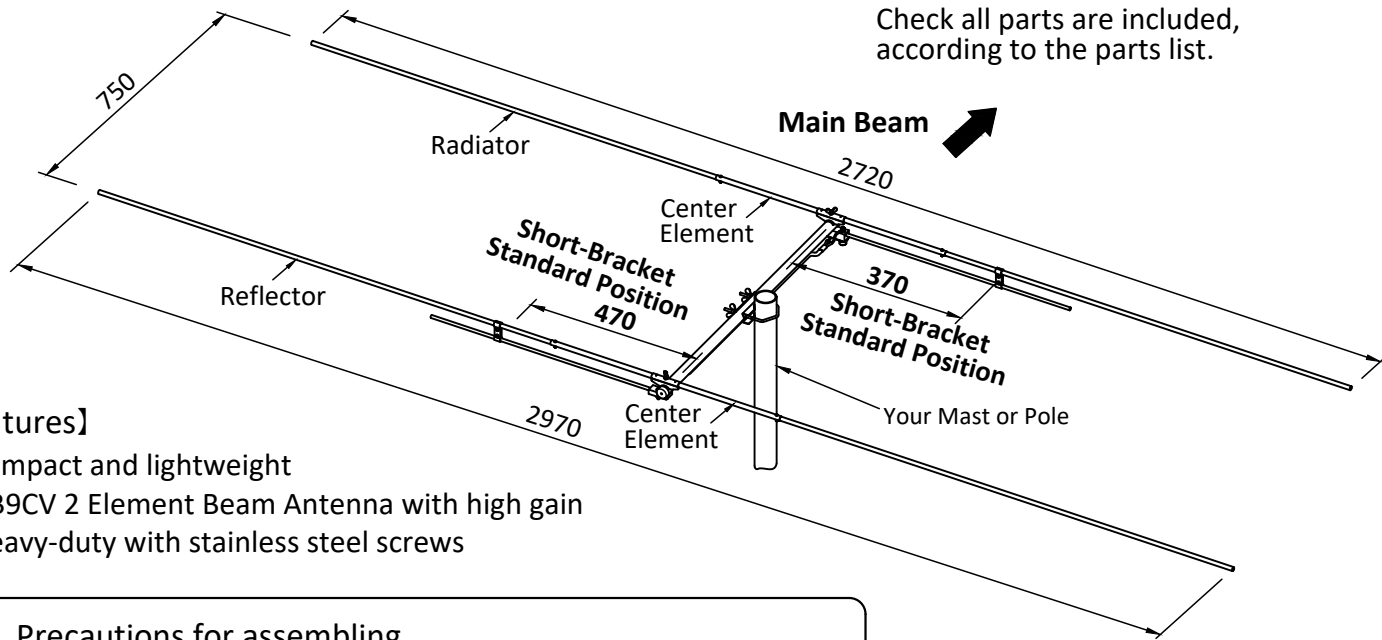 Check all parts are included,
according to the parts list.
750
Main Beam
Radiator
2720
Center
Element
Short-Bracket
Standard Position
470
370
Short-Bracket
Standard Position
Reflector
Your Mast or Pole
Center
Element
2970
tures】
mpact and lightweight
39CV 2 Element Beam Antenna with high gain
eavy-duty with stainless steel screws
Precautions for assembling